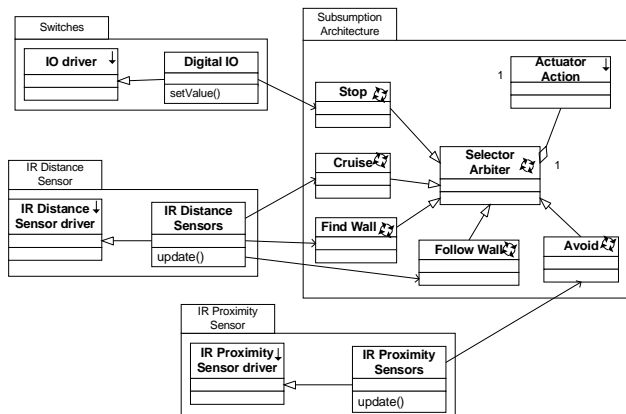 Switches
IO driver
Digital IO
setValue()
Subsumption
Architecture
Actuator
Action
1
1
Stop
Cruise
Selector
Arbiter
Find Wall
Follow Wall
Avoid
IR Distance
Sensor
IR Distance
Sensor driver
IR Distance
Sensors
update()
IR Proximity
Sensor
IR Proximity
Sensor driver
IR Proximity
Sensors
update()